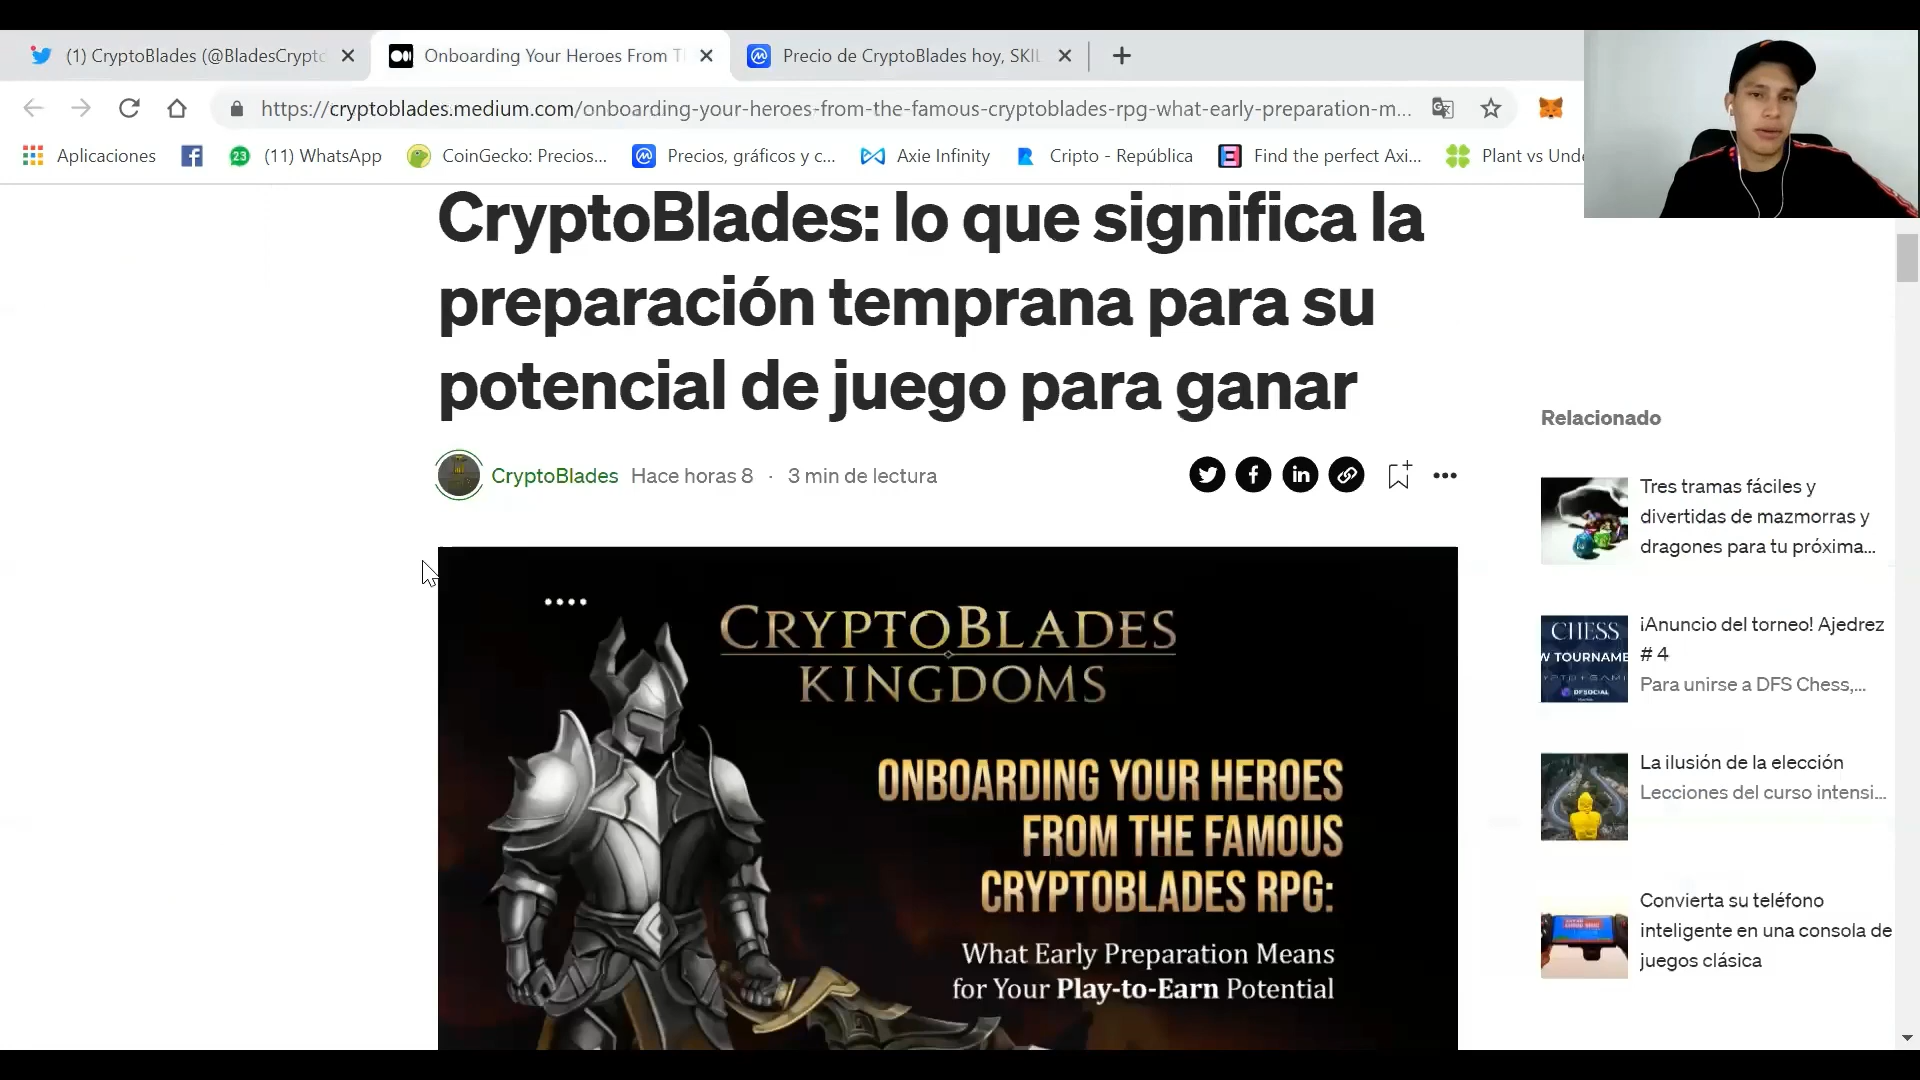 (1) CryptoBlades (@BladesCrypto
Onboarding Your Heroes From T
Precio de CryptoBlades hoy, SKIL
https://cryptoblades.medium.com/onboarding-your-heroes-from-the-famous-cryptoblades-rpg-what-early-preparation-m...
Aplicaciones
23
(11) WhatsApp
CoinGecko: Precios...
Precios, gráficos y c...
Axie Infinity
Cripto - República
Find the perfect Axi...
Plant vs Unde
CryptoBlades: lo que significa la
preparación temprana para su
potencial de juego para ganar
CryptoBlades Hace horas 8 · 3 min de lectura
CRYPTOBLADES
KINGDOMS
ONBOARDING YOUR HEROES
FROM THE FAMOUS
CRYPTOBLADES RPG:
What Early Preparation Means
for Your Play-to-Earn Potential
Relacionado
Tres tramas fáciles y
divertidas de mazmorras y
dragones para tu próxima...
CHESS
W TOURNAME
DFSOCIAL
¡Anuncio del torneo! Ajedrez
# 4
Para unirse a DFS Chess,...
La ilusión de la elección
Lecciones del curso intensi...
Convierta su teléfono
inteligente en una consola de
juegos clásica